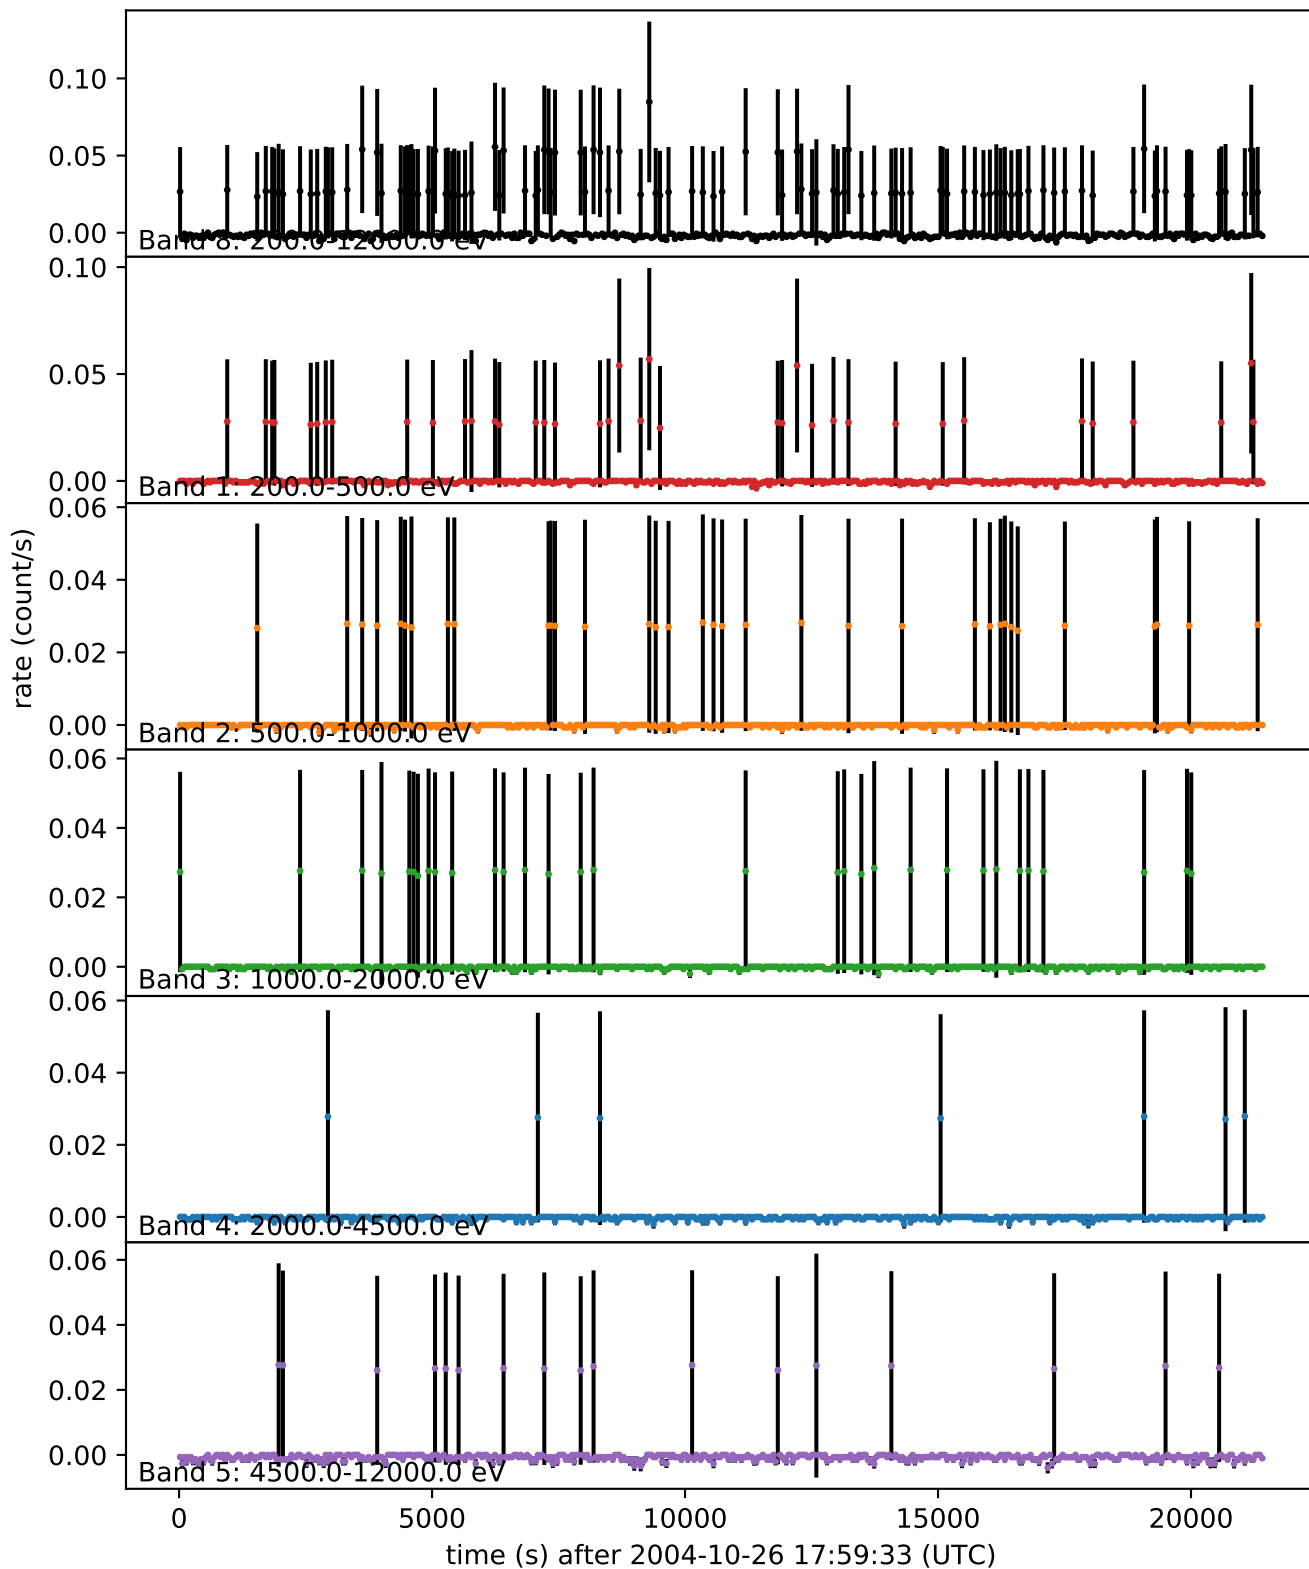 0.10
0.05
0.00
Band 8: 200.0-12000.0 eV
0.10
0.05
0.00
Band 1: 200.0-500.0 eV
0.06
0.04
0.02
0.00
Band 2: 500.0-1000.0 eV
rate (count/s)
0.06
0.04
0.02
0.00
Band 3: 1000.0-2000.0 eV
0.06
0.04
0.02
0.00
Band 4: 2000.0-4500.0 eV
0.06
0.04
0.02
0.00
Band 5: 4500.0-12000.0 eV
0 5000 10000 15000 20000
time (s) after 2004-10-26 17:59:33 (UTC)